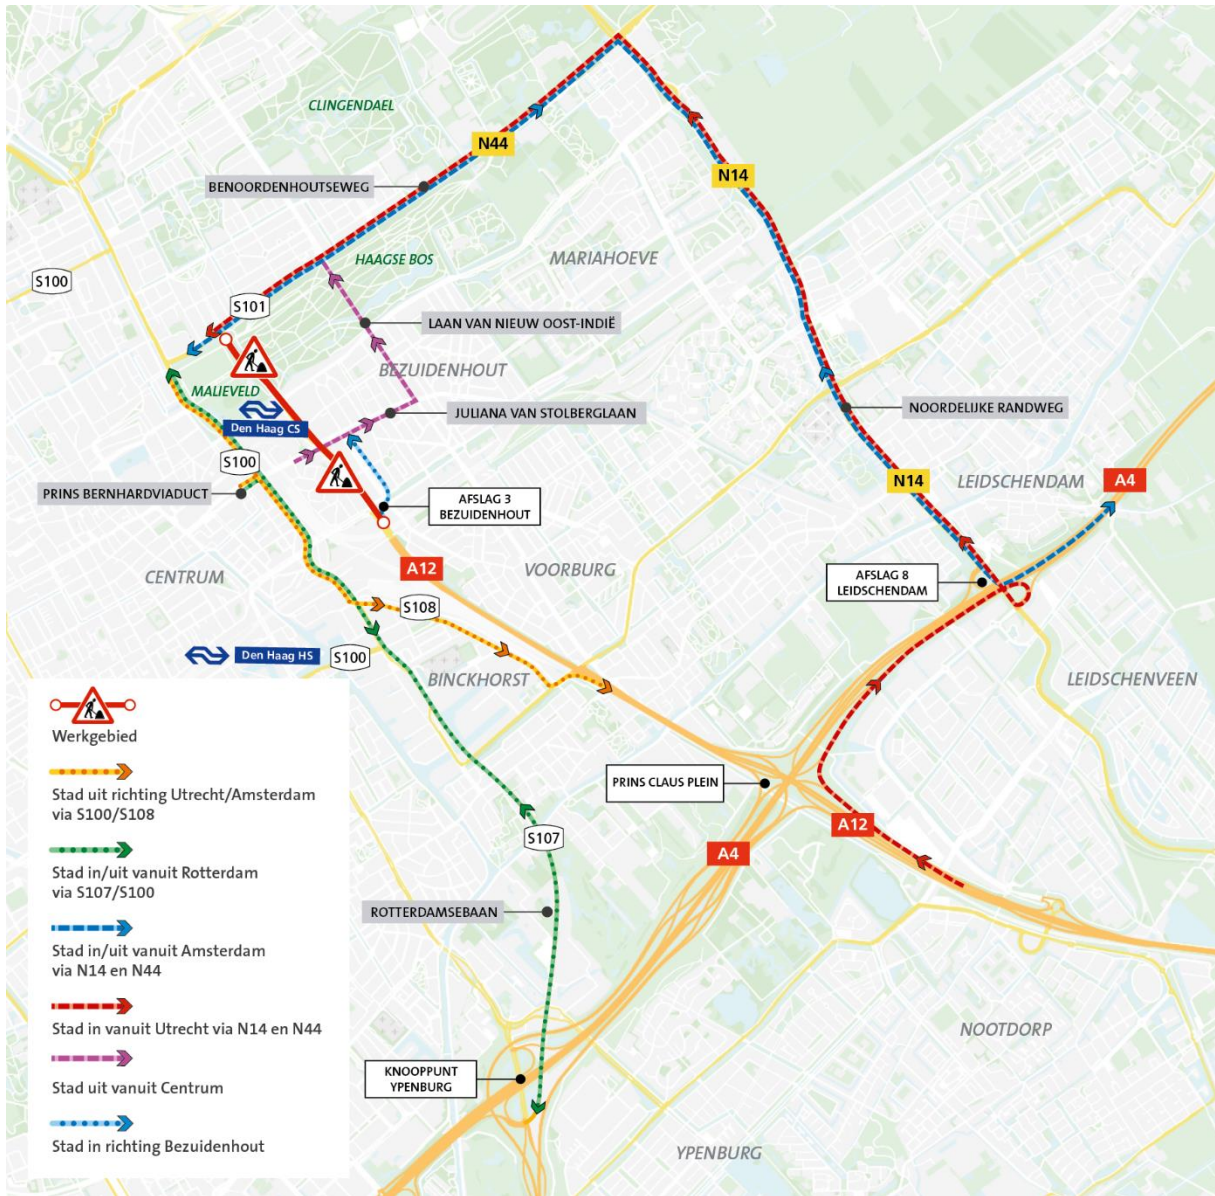 CLINGENDAEL
N44
N14
BENOORDENHOUTSEWEG
HAAGSE BOS
MARIAHOEVE
S100
S101
LAAN VAN NIEUW OOST-INDIË
BEZUIDENHOUT
MALIEVELD
JULIANA VAN STOLBERGLAAN
NOORDELIJKE RANDWEG
Den Haag CS
S100
PRINS BERNHARDVIADUCT
N14
LEIDSCHENDAM
A4
AFSLAG 3
BEZUIDENHOUT
A12
VOORBURG
CENTRUM
AFSLAG 8
LEIDSCHENDAM
S108
Den Haag HS
S100
BINCKHORST
LEIDSCHENVEEN
PRINS CLAUS PLEIN
A12
S107
A4
ROTTERDAMSEBAAN
NOOTDORP
KNOOPPUNT
YPENBURG
YPENBURG
Werkgebied
Stad uit richting Utrecht/Amsterdam
via S100/S108
Stad in/uit vanuit Rotterdam
via S107/S100
Stad in/uit vanuit Amsterdam
via N14 en N44
Stad in vanuit Utrecht via N14 en N44
Stad uit vanuit Centrum
Stad in richting Bezuidenhout